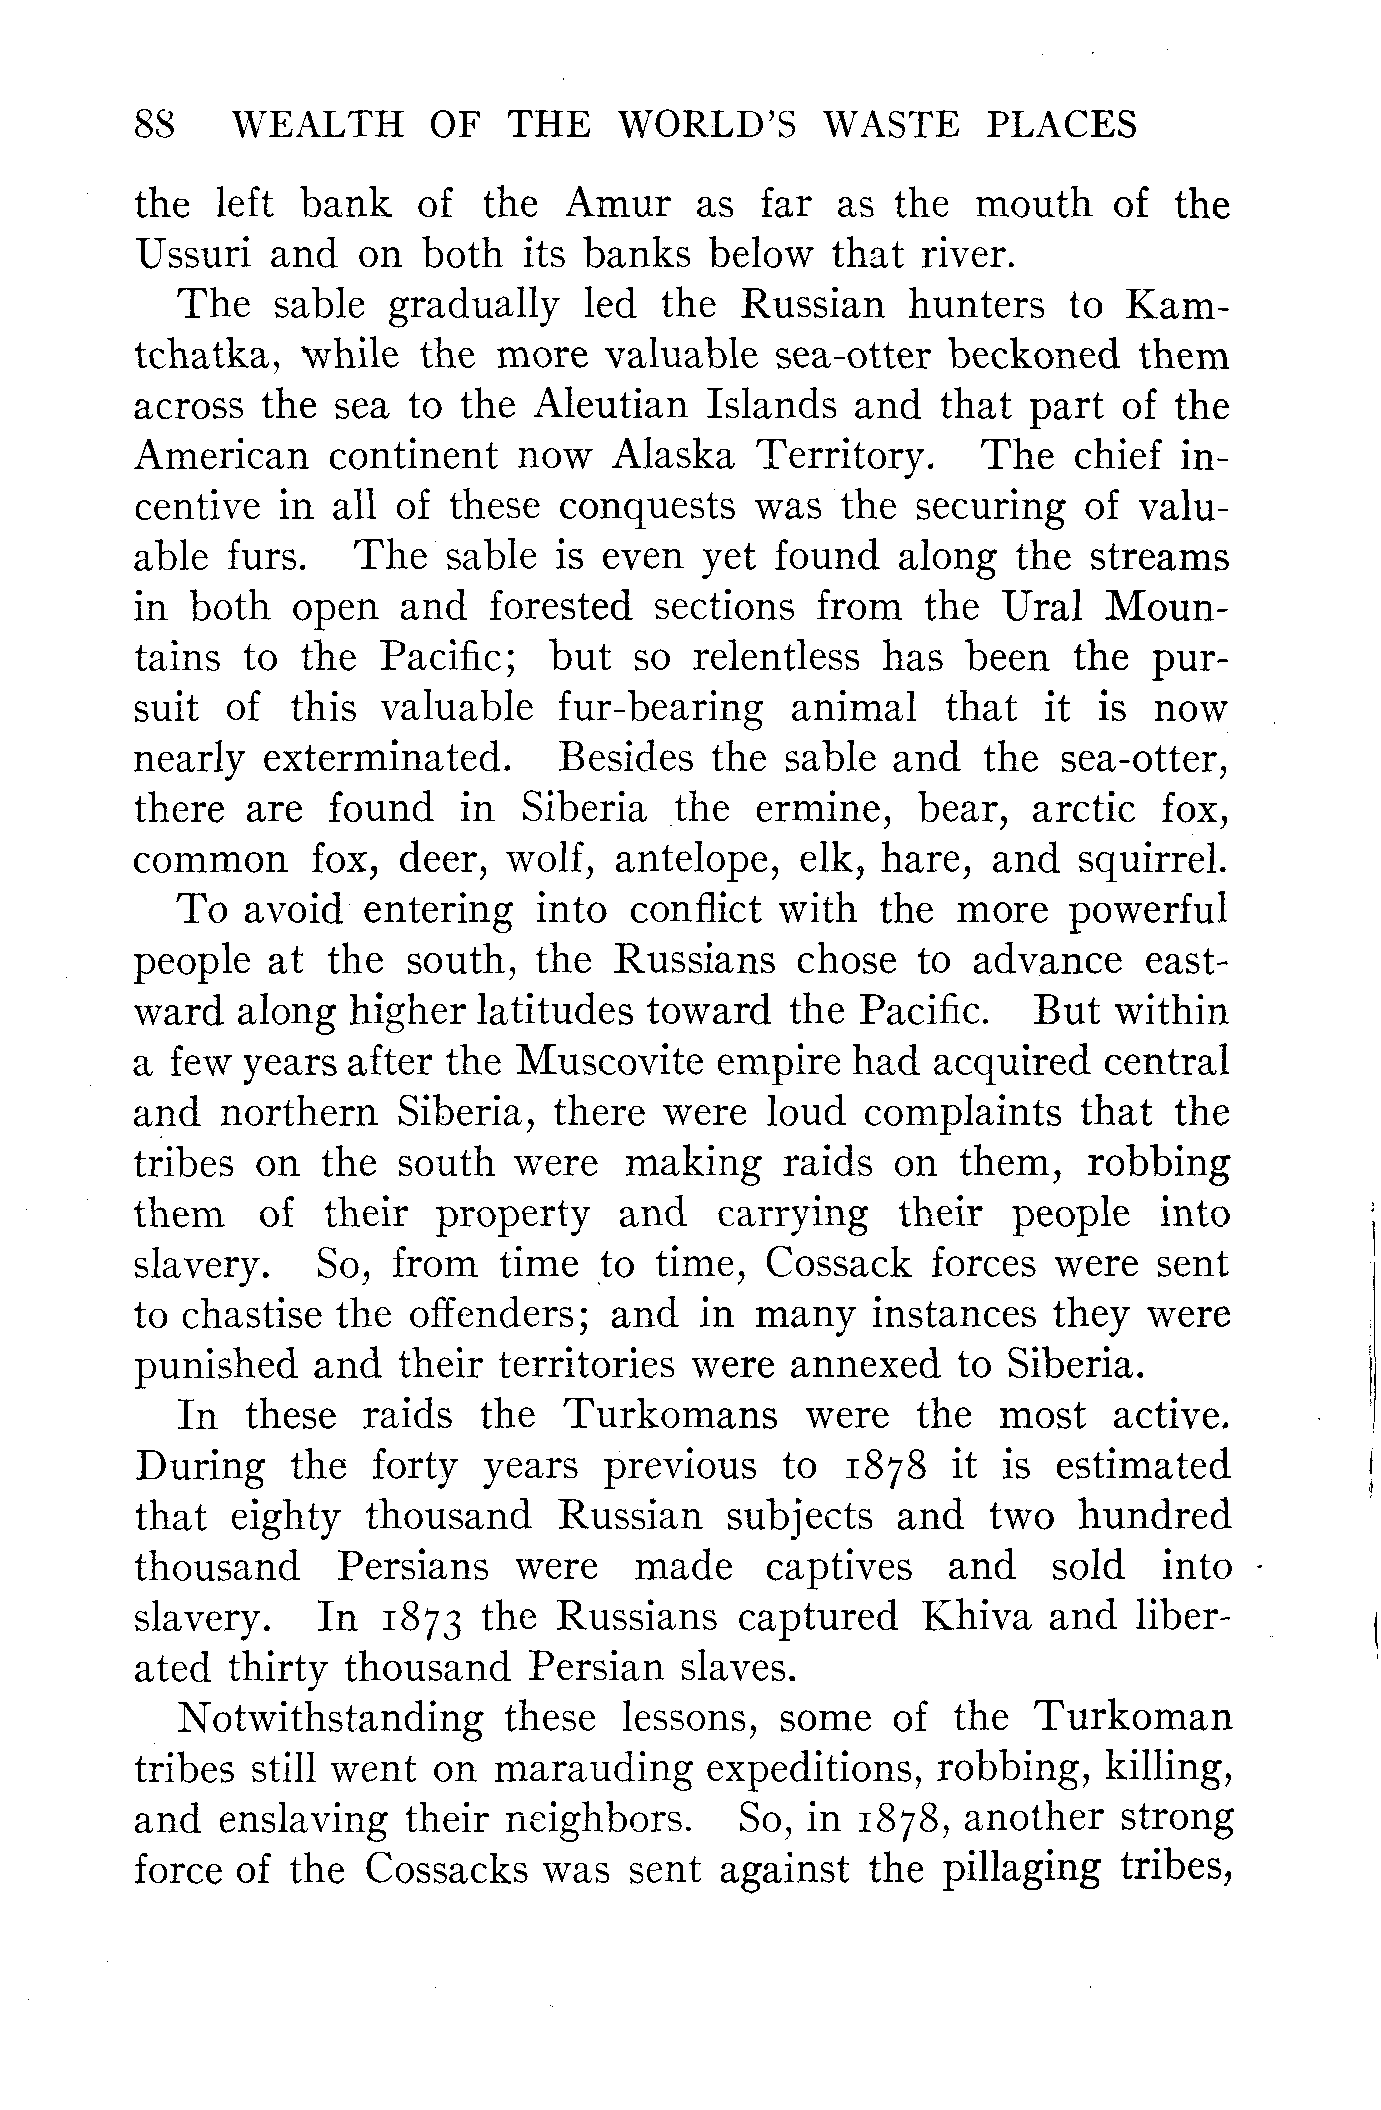 88 WEALTH OF THE WORLD'S WASTE PLACES
the left bank of the Amur as far as the mouth of the
Ussuri and on both its banks below that river.
The sable gradually led the Russian hunters to Kam-
tchatka, while the more valuable sea-otter beckoned them
across the sea to the Aleutian Islands and that part of the
American continent now Alaska Territory. The chief in-
centive in all of these conquests was the securing of valu-
able furs. The sable is even yet found along the streams
in both open and forested sections from the Ural Moun-
tains to the Pacific; but so relentless has been the pur-
suit of this valuable fur-bearing animal that it is now
nearly exterminated. Besides the sable and the sea-otter,
there are found in Siberia the ermine, bear, arctic fox,
common fox, deer, wolf, antelope, elk, hare, and squirrel.
To avoid entering into conflict with the more powerful
people at the south, the Russians chose to advance east-
ward along higher latitudes toward the Pacific. But within
a few years after the Muscovite empire had acquired central
and northern Siberia, there were loud complaints that the
tribes on the south were making raids on them, robbing
them of their property and carrying their people into
slavery. So, from time to time, Cossack forces were sent
to chastise the offenders; and in many instances they were
punished and their territories were annexed to Siberia.
In these raids the Turkomans were the most active.
During the forty years previous to 1878 it is estimated
that eighty thousand Russian subjects and two hundred
thousand Persians were made captives and sold into
slavery. In 1873 the Russians captured Khiva and liber-
ated thirty thousand Persian slaves.
Notwithstanding these lessons, some of the Turkoman
tribes still went on marauding expeditions, robbing, killing,
and enslaving their neighbors. So, in 1878, another strong
force of the Cossacks was sent against the pillaging tribes,